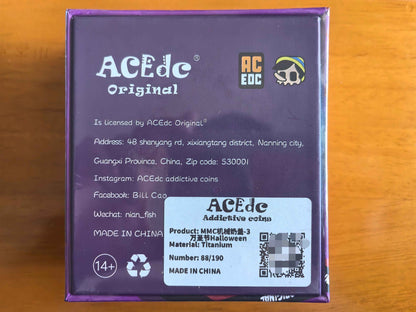 ACEdc®
Original
AC
EDC
Is licensed by ACEdc Original®
Address: 48 shenyang rd, xixiangtang district, Nanning city,
Guangxi Province, China, Zip code: 530001
Instagram: ACEdc addictive coins
Facebook: Bill Cao
Wechat: nian_fish
MADE IN CHINA
14+
ACEdc
Addictive coins
Product: MMC机械奶盖-3
万圣节Halloween
Material: Titanium
Number: 88/190
MADE IN CHINA